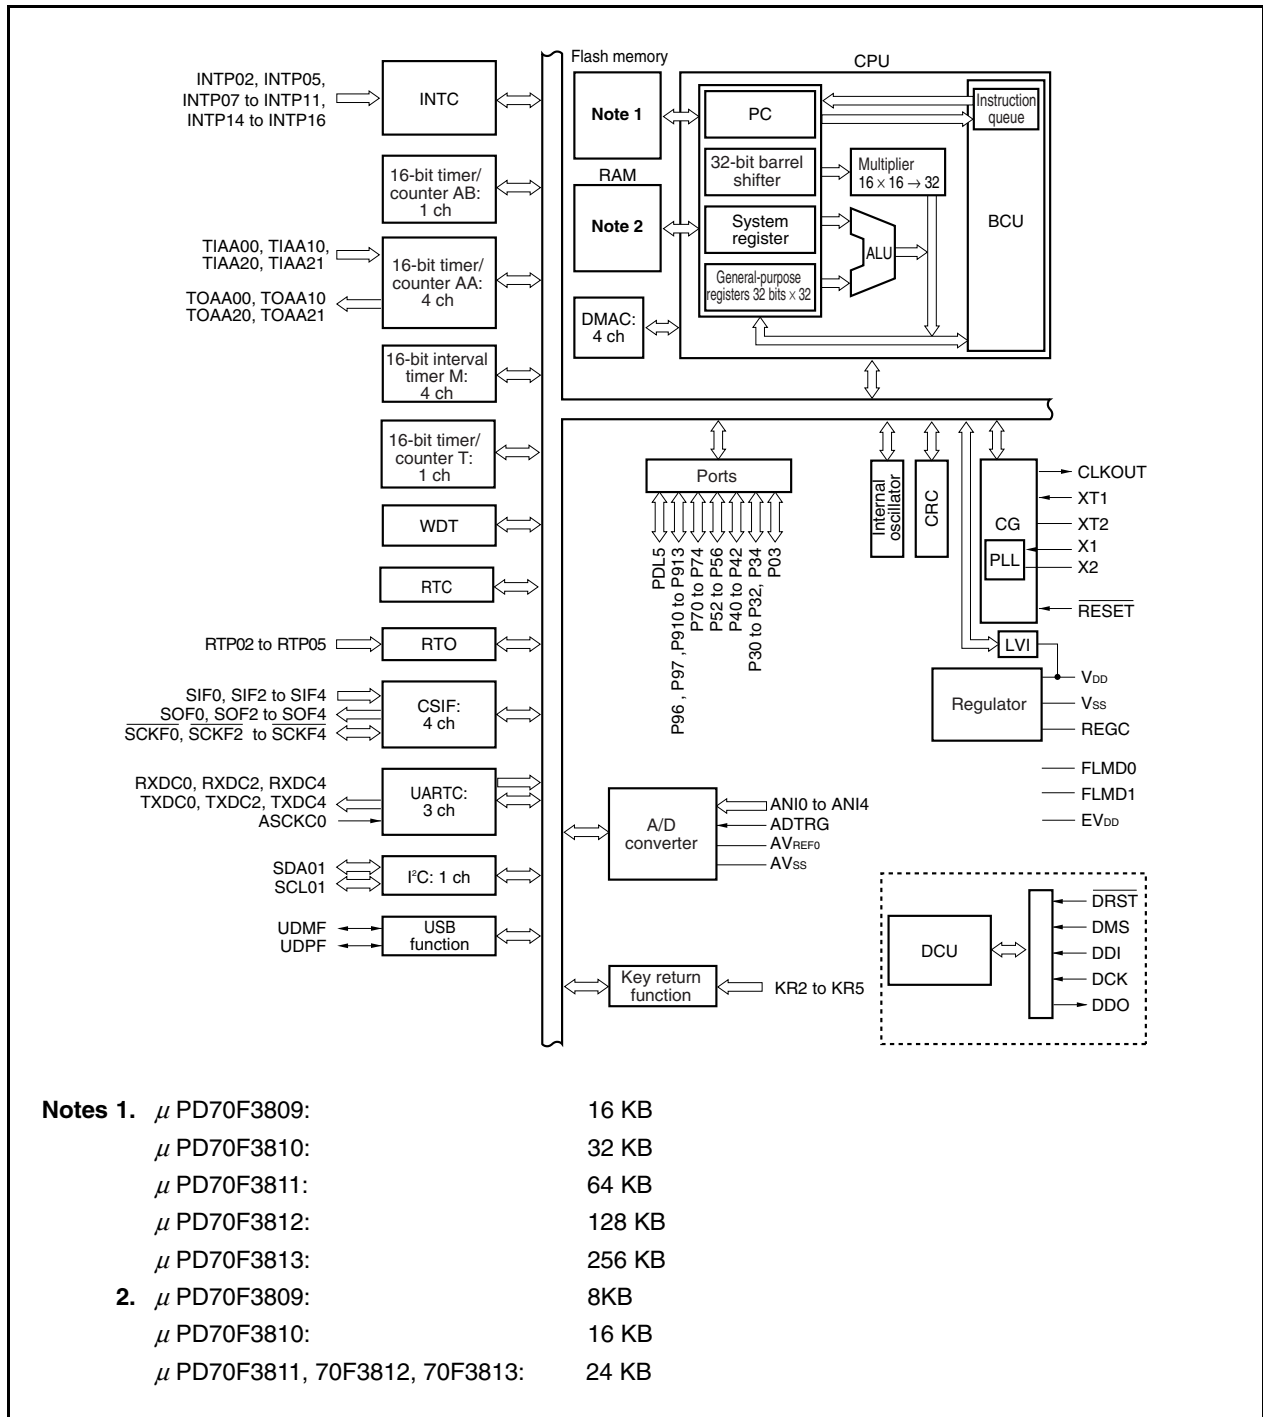 Flash memory
CPU
INTP02, INTP05,
INTP07 to INTP11,
INTP14 to INTP16
INTC
Note 1
PC
Instruction
queue
RAM
32-bit barrel
shifter
Multiplier
16 × 16 → 32
16-bit timer/
counter AB:
1 ch
Note 2
System
register
ALU
BCU
TIAA00, TIAA10,
TIAA20, TIAA21
TOAA00, TOAA10
TOAA20, TOAA21
16-bit timer/
counter AA:
4 ch
General-purpose
registers 32 bits × 32
DMAC:
4 ch
16-bit interval
timer M:
4 ch
16-bit timer/
counter T:
1 ch
WDT
RTC
RTP02 to RTP05
RTO
SIF0, SIF2 to SIF4
SOF0, SOF2 to SOF4
SCKF0, SCKF2 to SCKF4
CSIF:
4 ch
RXDC0, RXDC2, RXDC4
TXDC0, TXDC2, TXDC4
ASCKC0
UARTC:
3 ch
SDA01
SCL01
I²C: 1 ch
UDMF
UDPF
USB
function
Ports
PDL5
P96 , P97 ,P910 to P913
P70 to P74
P52 to P56
P40 to P42
P30 to P32, P34
P03
Internal
oscillator
CRC
CG
PLL
CLKOUT
XT1
XT2
X1
X2
RESET
LVI
Regulator
VDD
VSS
REGC
FLMD0
FLMD1
EVDD
A/D
converter
ANI0 to ANI4
ADTRG
AVREF0
AVSS
Key return
function
KR2 to KR5
DCU
DRST
DMS
DDI
DCK
DDO
Notes 1. μ PD70F3809: 16 KB
μ PD70F3810: 32 KB
μ PD70F3811: 64 KB
μ PD70F3812: 128 KB
μ PD70F3813: 256 KB
2. μ PD70F3809: 8KB
μ PD70F3810: 16 KB
μ PD70F3811, 70F3812, 70F3813: 24 KB